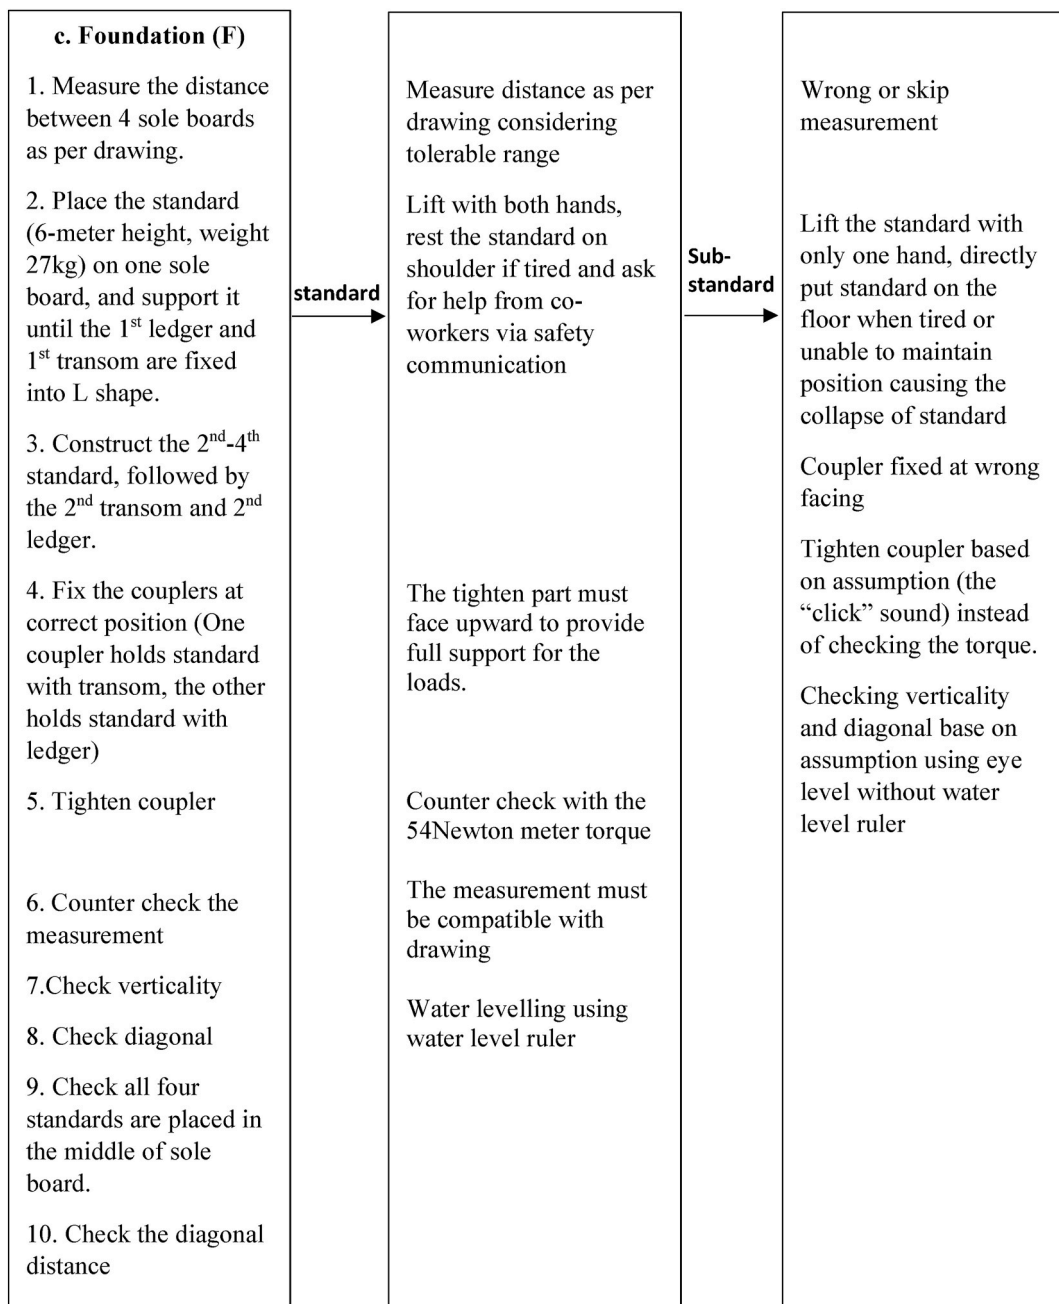 c. Foundation (F)
1. Measure the distance
between 4 sole boards
as per drawing.
2. Place the standard
(6-meter height, weight
27kg) on one sole
board, and support it
until the 1st ledger and
1st transom are fixed
into L shape.
3. Construct the 2nd-4th
standard, followed by
the 2nd transom and 2nd
ledger.
4. Fix the couplers at
correct position (One
coupler holds standard
with transom, the other
holds standard with
ledger)
5. Tighten coupler
6. Counter check the
measurement
7.Check verticality
8. Check diagonal
9. Check all four
standards are placed in
the middle of sole
board.
10. Check the diagonal
distance
standard
Measure distance as per
drawing considering
tolerable range
Lift with both hands,
rest the standard on
shoulder if tired and ask
for help from co-
workers via safety
communication
The tighten part must
face upward to provide
full support for the
loads.
Counter check with the
54Newton meter torque
The measurement must
be compatible with
drawing
Water levelling using
water level ruler
Sub-
standard
Wrong or skip
measurement
Lift the standard with
only one hand, directly
put standard on the
floor when tired or
unable to maintain
position causing the
collapse of standard
Coupler fixed at wrong
facing
Tighten coupler based
on assumption (the
“click” sound) instead
of checking the torque.
Checking verticality
and diagonal base on
assumption using eye
level without water
level ruler